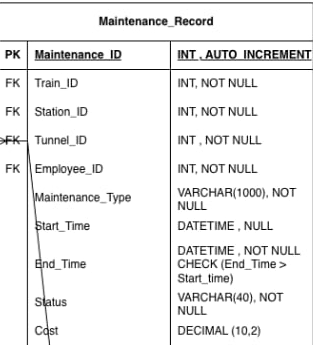 Maintenance_Record
PK Maintenance_ID INT , AUTO_INCREMENT
FK Train_ID INT, NOT NULL
FK Station_ID INT, NOT NULL
FK Tunnel_ID INT , NOT NULL
FK Employee_ID INT, NOT NULL
Maintenance_Type VARCHAR(1000), NOT
NULL
Start_Time DATETIME , NULL
End_Time DATETIME , NOT NULL
CHECK (End_Time >
Start_time)
Status VARCHAR(40), NOT
NULL
Cost DECIMAL (10,2)